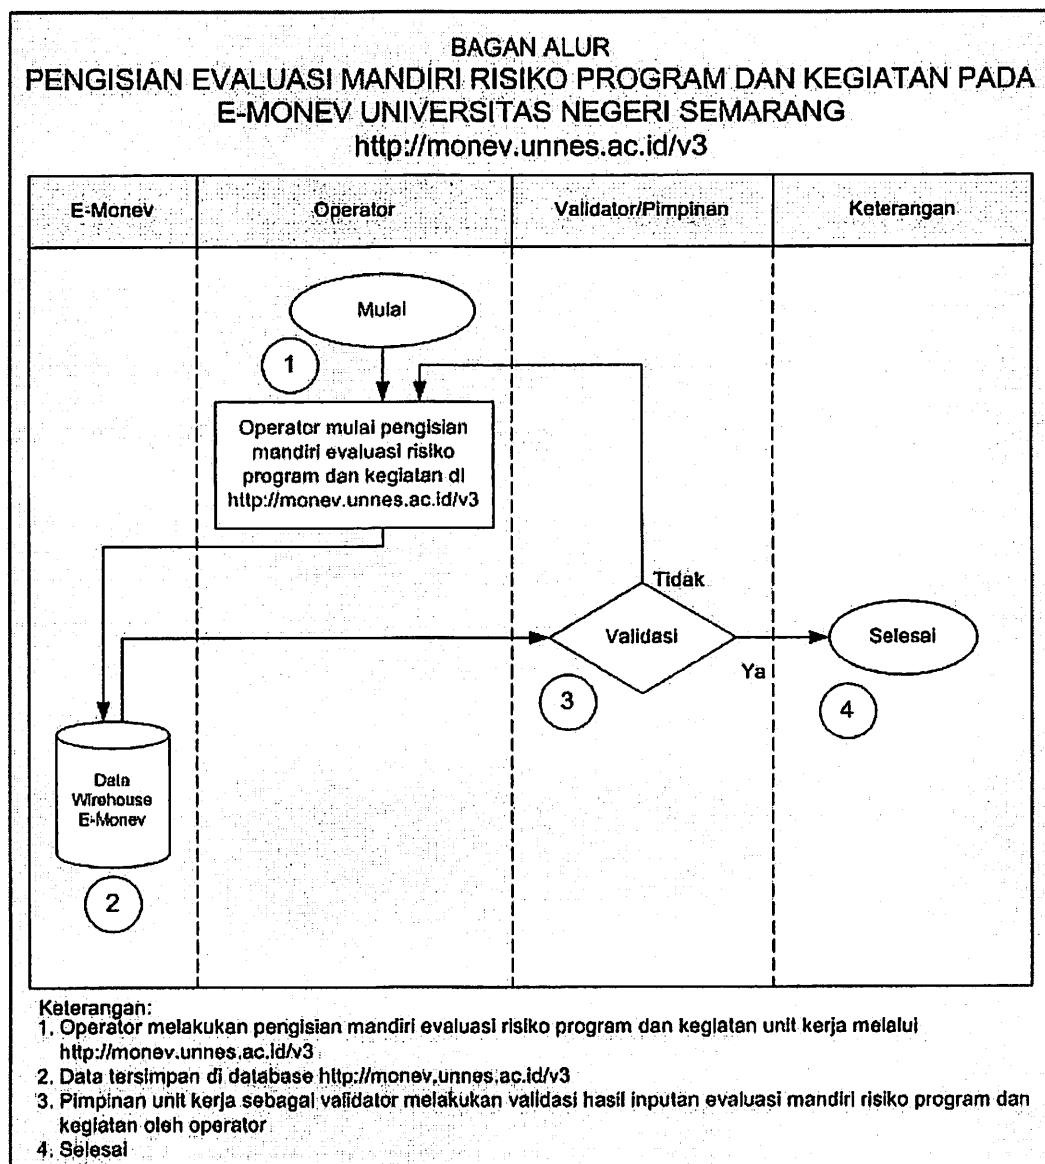 BAGAN ALUR
PENGISIAN EVALUASI MANDIRI RISIKO PROGRAM DAN KEGIATAN PADA
E-MONEV UNIVERSITAS NEGERI SEMARANG
http://monev.unnes.ac.id/v3
E-Monev
Operator
Validator/Pimpinan
Keterangan
Mulai
1
Operator mulai pengisian
mandiri evaluasi risiko
program dan kegiatan di
http://monev.unnes.ac.id/v3
Tidak
Validasi
Ya
Selesai
3
4
Data
Wirehouse
E-Monev
2
Keterangan:
1. Operator melakukan pengisian mandiri evaluasi risiko program dan kegiatan unit kerja melalui
http://monev.unnes.ac.id/v3
2. Data tersimpan di database http://monev.unnes.ac.id/v3
3. Pimpinan unit kerja sebagai validator melakukan validasi hasil inputan evaluasi mandiri risiko program dan
kegiatan oleh operator
4. Selesai